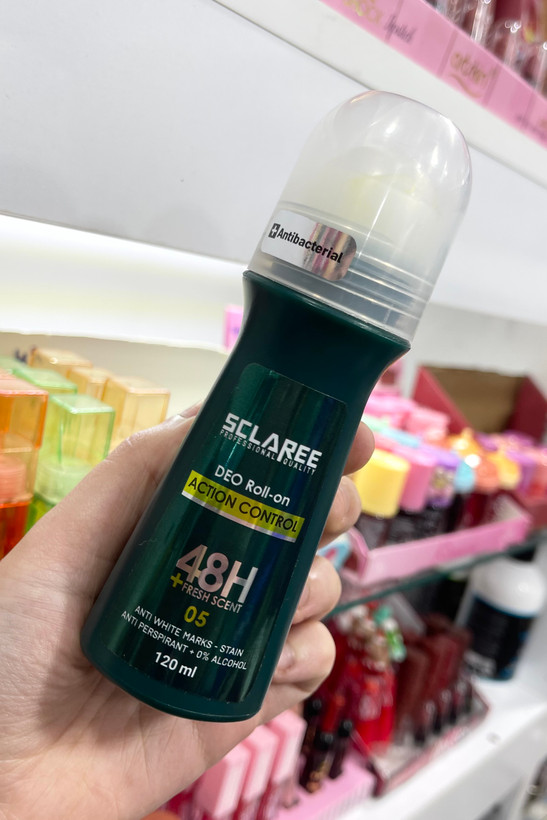 +Antibacterial
SCLAREE
PROFESSIONAL QUALITY
DEO Roll-on
ACTION CONTROL
48H
+FRESH SCENT
05
ANTI WHITE MARKS - STAIN
ANTI PERSPIRANT + 0% ALCOHOL
120 ml